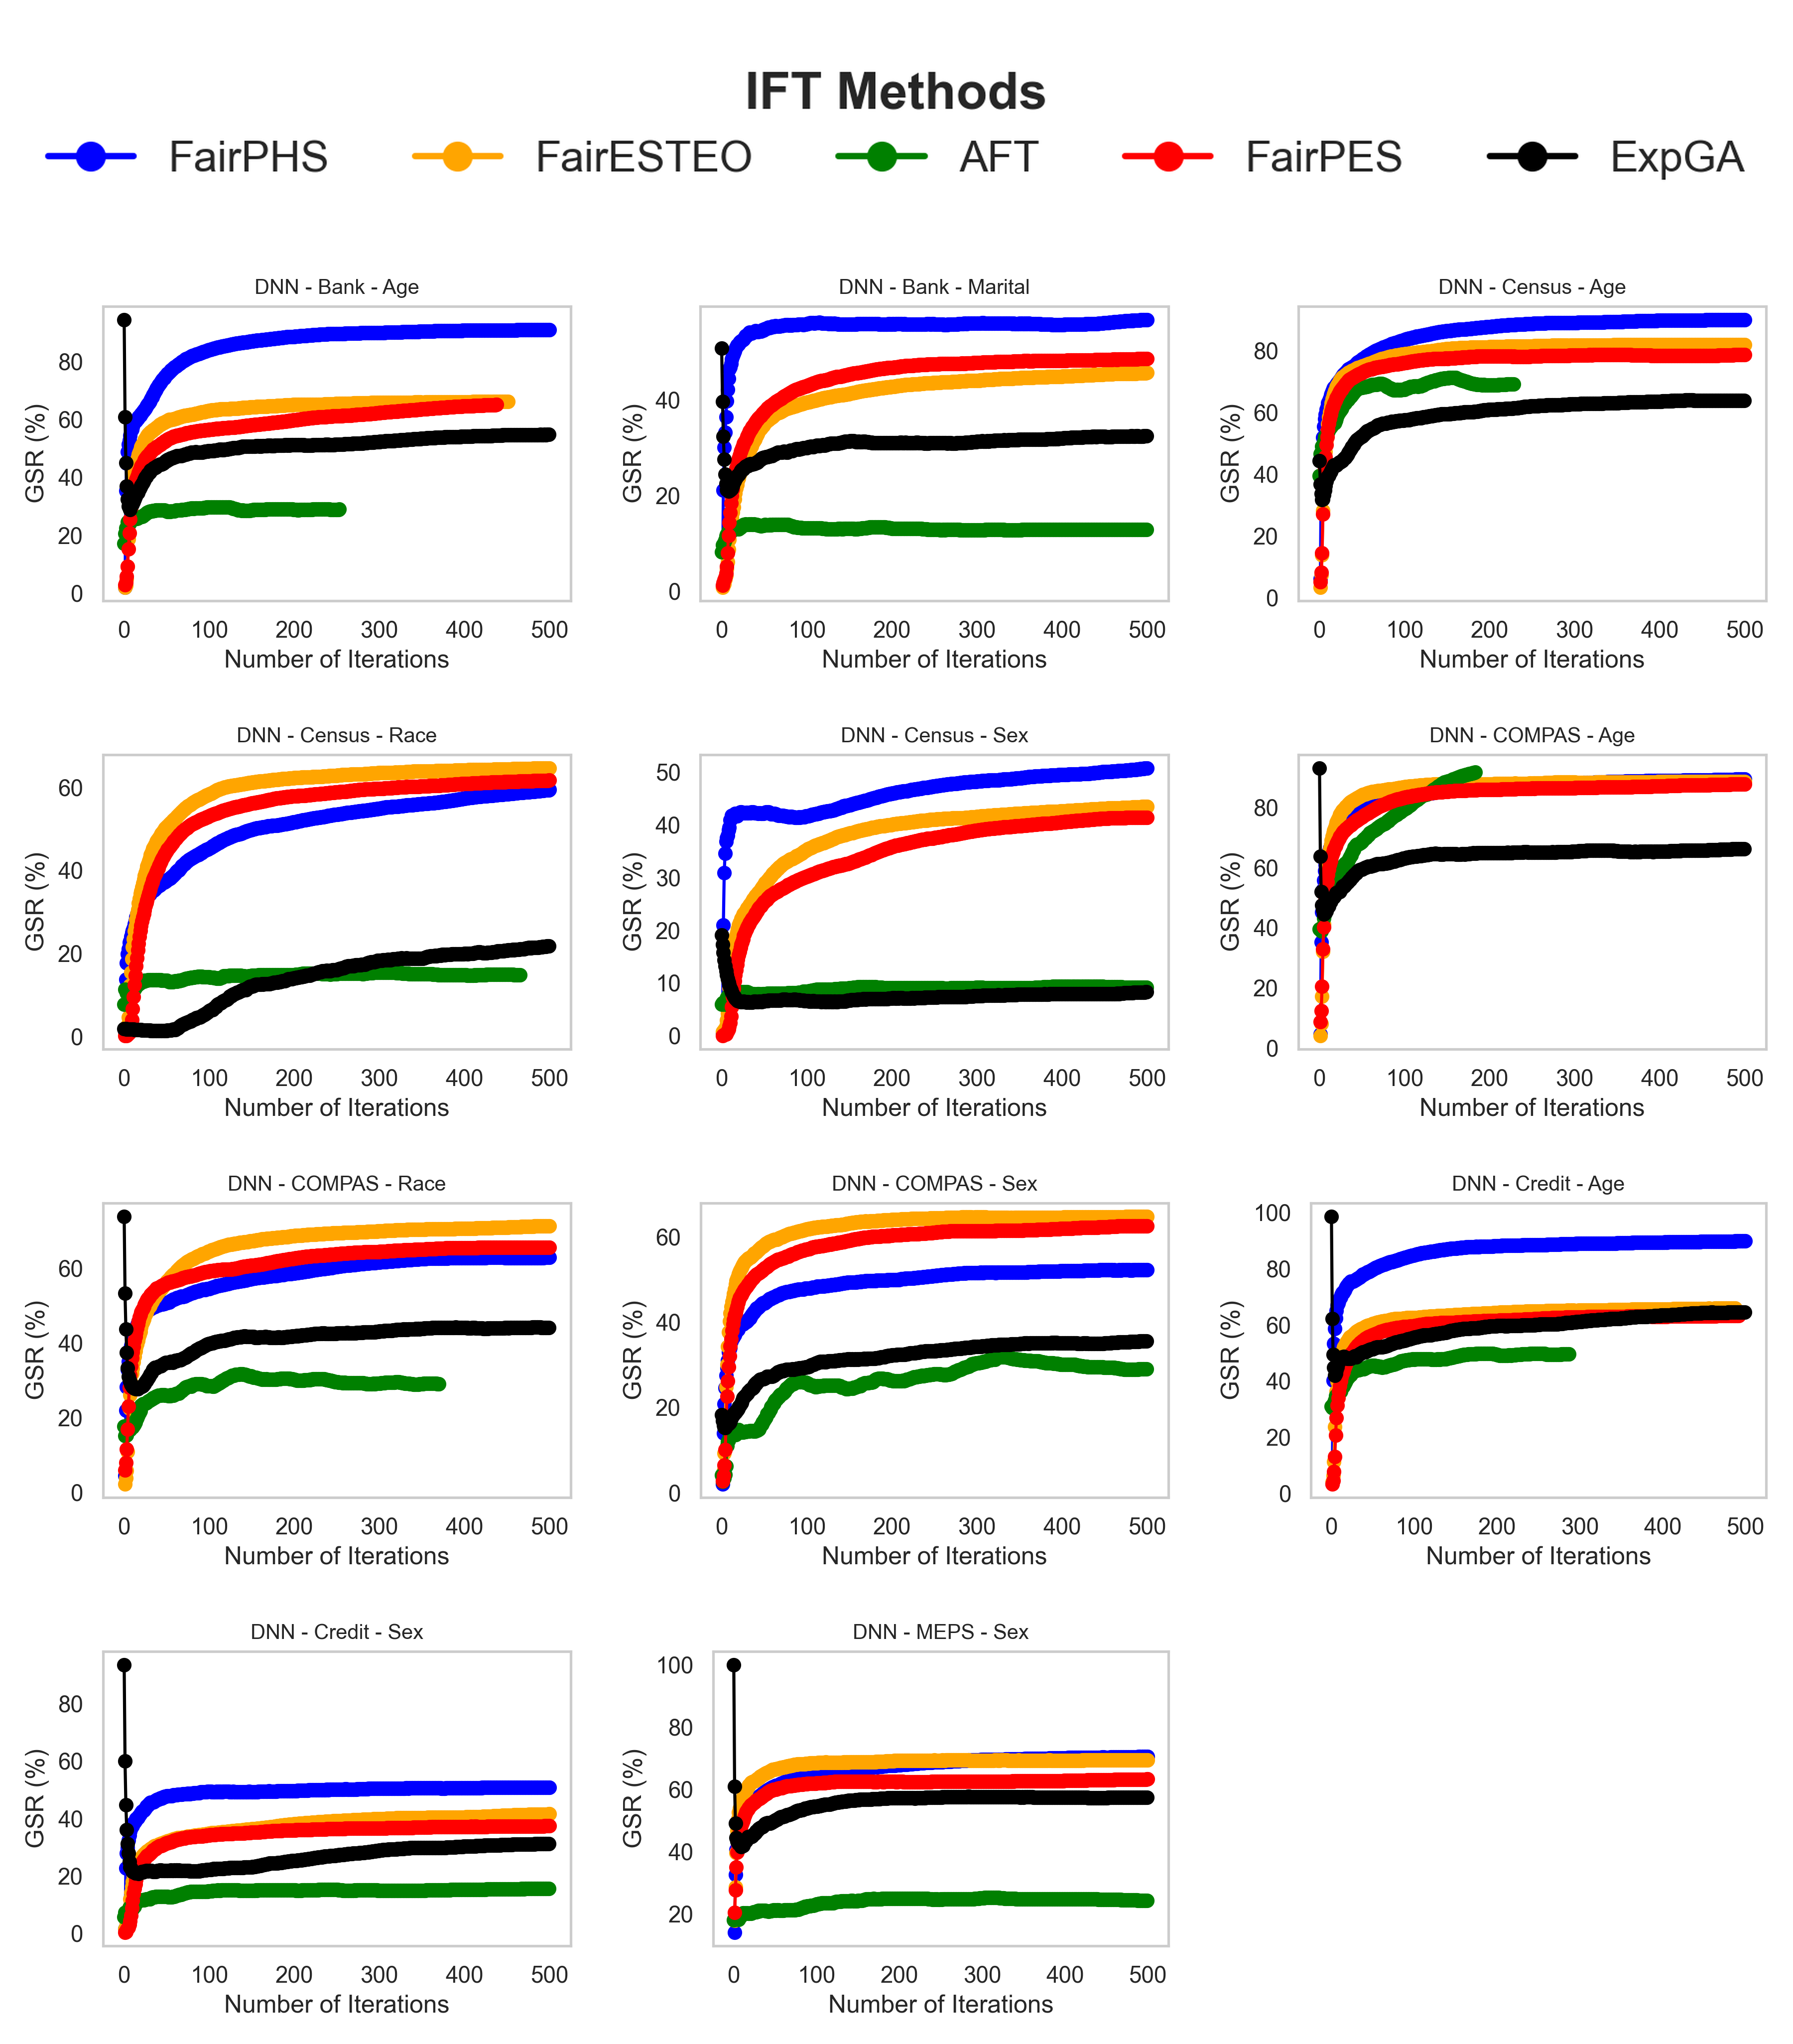 IFT Methods
FairPHS FairESTEO AFT FairPES ExpGA
DNN - Bank - Age
GSR (%)
80
60
40
20
0
0 100 200 300 400 500
Number of Iterations
DNN - Bank - Marital
GSR (%)
40
20
0
0 100 200 300 400 500
Number of Iterations
DNN - Census - Age
GSR (%)
80
60
40
20
0
0 100 200 300 400 500
Number of Iterations
DNN - Census - Race
GSR (%)
60
40
20
0
0 100 200 300 400 500
Number of Iterations
DNN - Census - Sex
GSR (%)
50
40
30
20
10
0
0 100 200 300 400 500
Number of Iterations
DNN - COMPAS - Age
GSR (%)
80
60
40
20
0
0 100 200 300 400 500
Number of Iterations
DNN - COMPAS - Race
GSR (%)
60
40
20
0
0 100 200 300 400 500
Number of Iterations
DNN - COMPAS - Sex
GSR (%)
60
40
20
0
0 100 200 300 400 500
Number of Iterations
DNN - Credit - Age
GSR (%)
100
80
60
40
20
0
0 100 200 300 400 500
Number of Iterations
DNN - Credit - Sex
GSR (%)
80
60
40
20
0
0 100 200 300 400 500
Number of Iterations
DNN - MEPS - Sex
GSR (%)
100
80
60
40
20
0 100 200 300 400 500
Number of Iterations